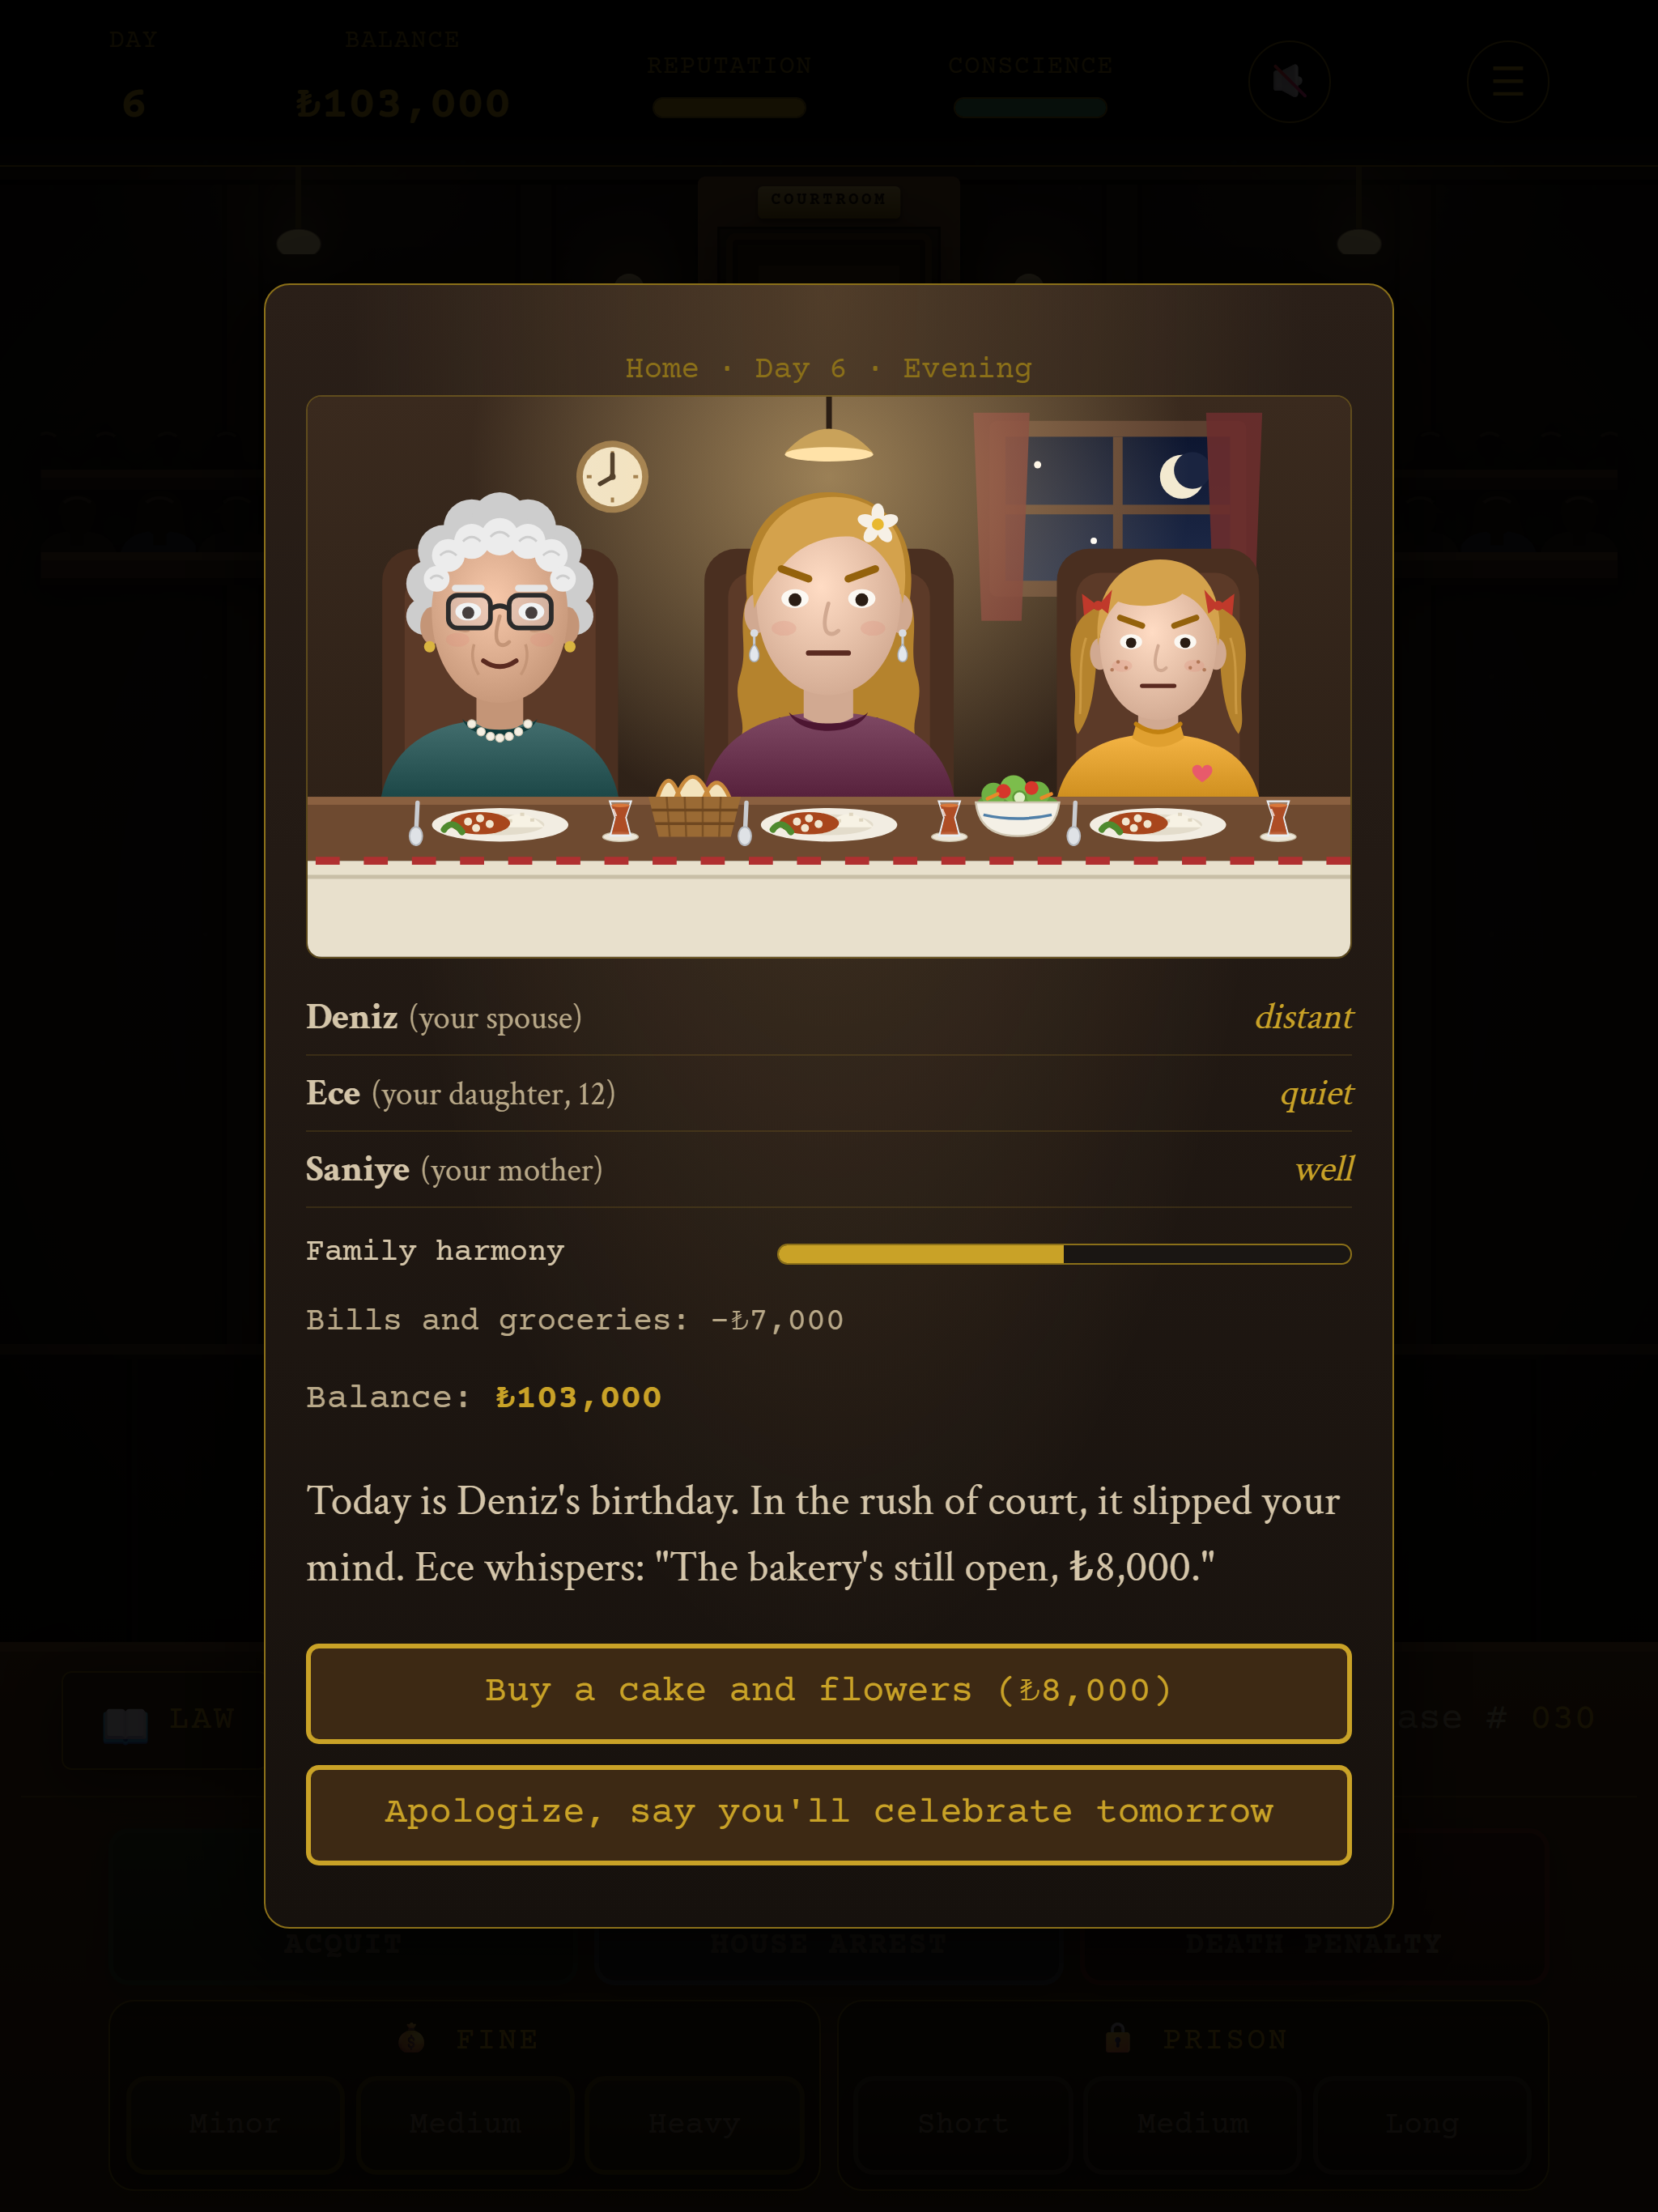 DAY
6
BALANCE
₺103,000
REPUTATION
CONSCIENCE
COURTROOM
Home · Day 6 · Evening
Deniz (your spouse) distant
Ece (your daughter, 12) quiet
Saniye (your mother) well
Family harmony
Bills and groceries: −₺7,000
Balance: ₺103,000
Today is Deniz's birthday. In the rush of court, it slipped your
mind. Ece whispers: "The bakery's still open, ₺8,000."
Buy a cake and flowers (₺8,000)
Apologize, say you'll celebrate tomorrow
LAW
ase # 030
ACQUIT
HOUSE ARREST
DEATH PENALTY
FINE
PRISON
Minor
Medium
Heavy
Short
Medium
Long